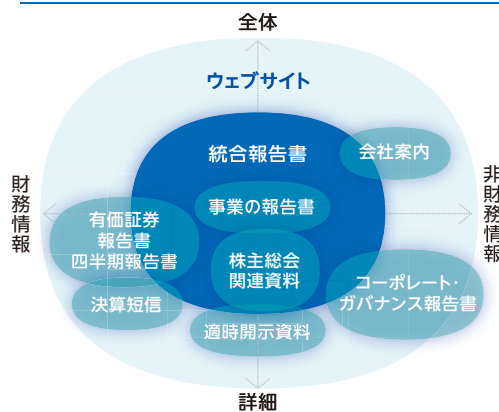 全体
ウェブサイト
統合報告書
会社案内
財務情報
非財務情報
事業の報告書
有価証券
報告書
四半期報告書
株主総会
関連資料
コーポレート・
ガバナンス報告書
決算短信
適時開示資料
詳細